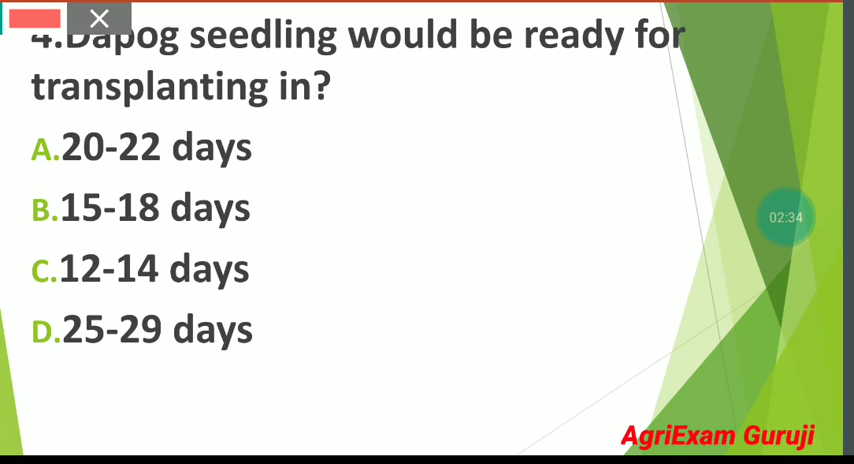 4.Dapog seedling would be ready for
transplanting in?
A.20-22 days
B.15-18 days
C.12-14 days
D.25-29 days
02:34
AgriExam Guruji